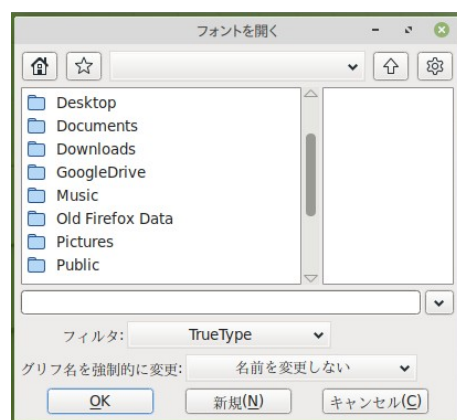 フォントを開く
Desktop
Documents
Downloads
GoogleDrive
Music
Old Firefox Data
Pictures
Public
フィルタ: TrueType
グリフ名を強制的に変更: 名前を変更しない
OK 新規(N) キャンセル(C)